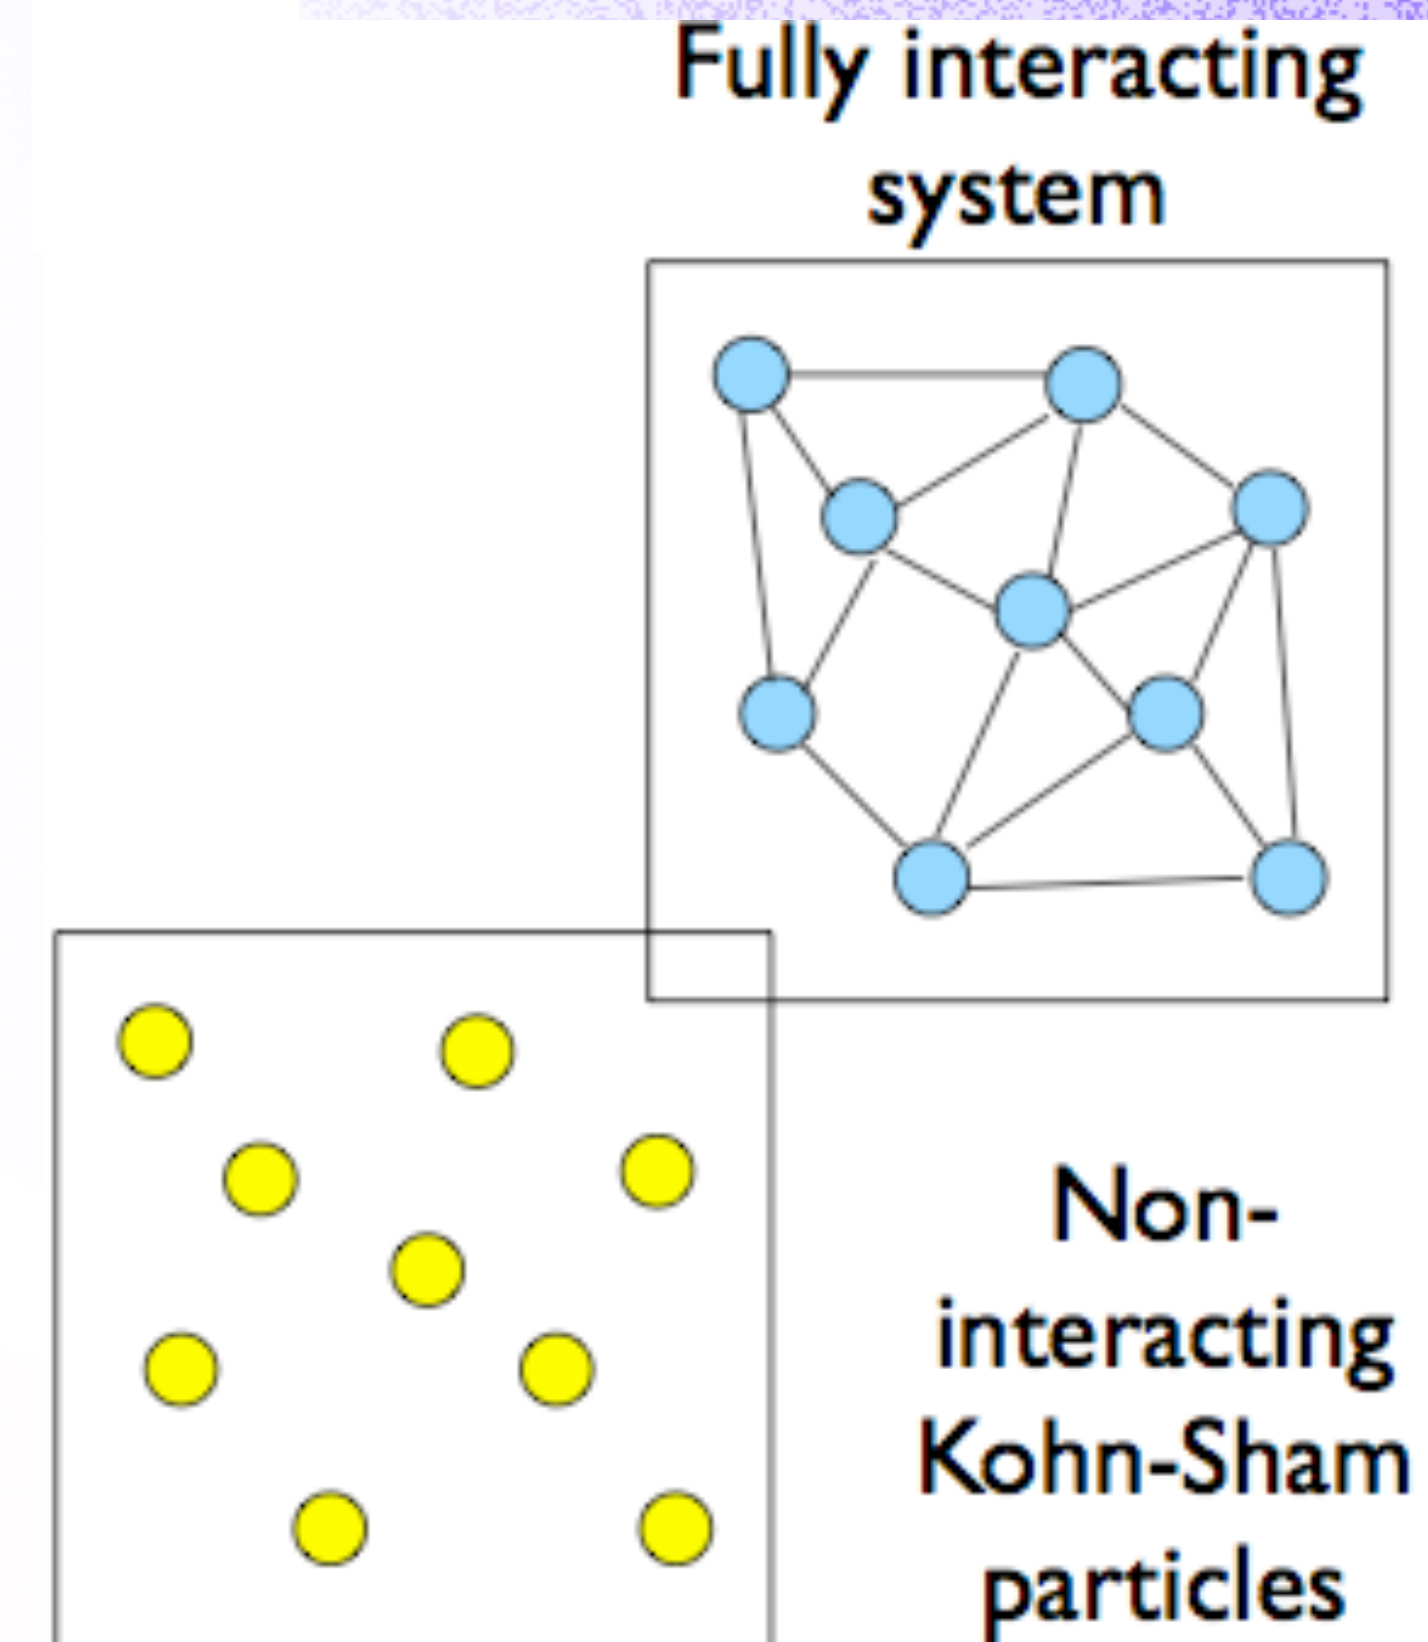 Fully interacting
system
Non-
interacting
Kohn-Sham
particles